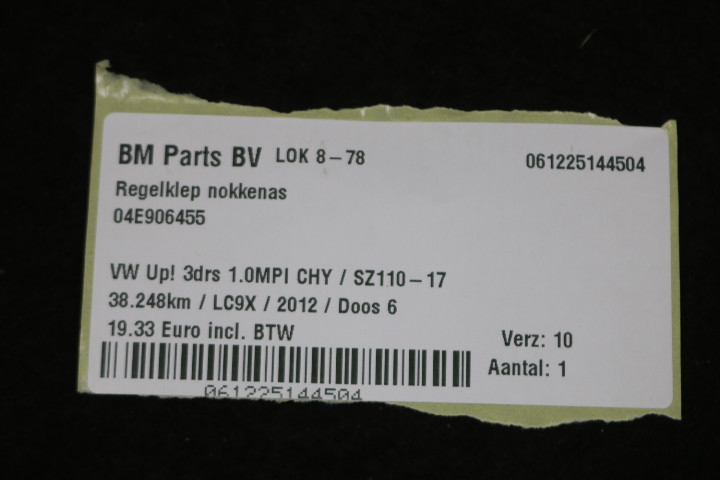 BM Parts BV LOK 8-78 061225144504
Regelklep nokkenas
04E906455
VW Up! 3drs 1.0MPI CHY / SZ110-17
38.248km / LC9X / 2012 / Doos 6
19.33 Euro incl. BTW
Verz: 10
Aantal: 1
061225144504